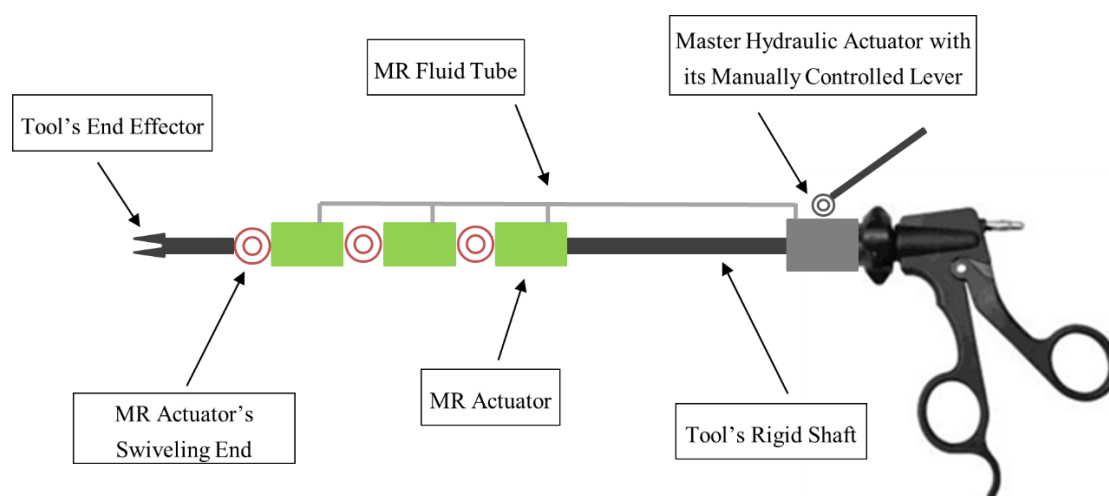 Master Hydraulic Actuator with
its Manually Controlled Lever
MR Fluid Tube
Tool’s End Effector
MR Actuator’s
Swiveling End
MR Actuator
Tool’s Rigid Shaft